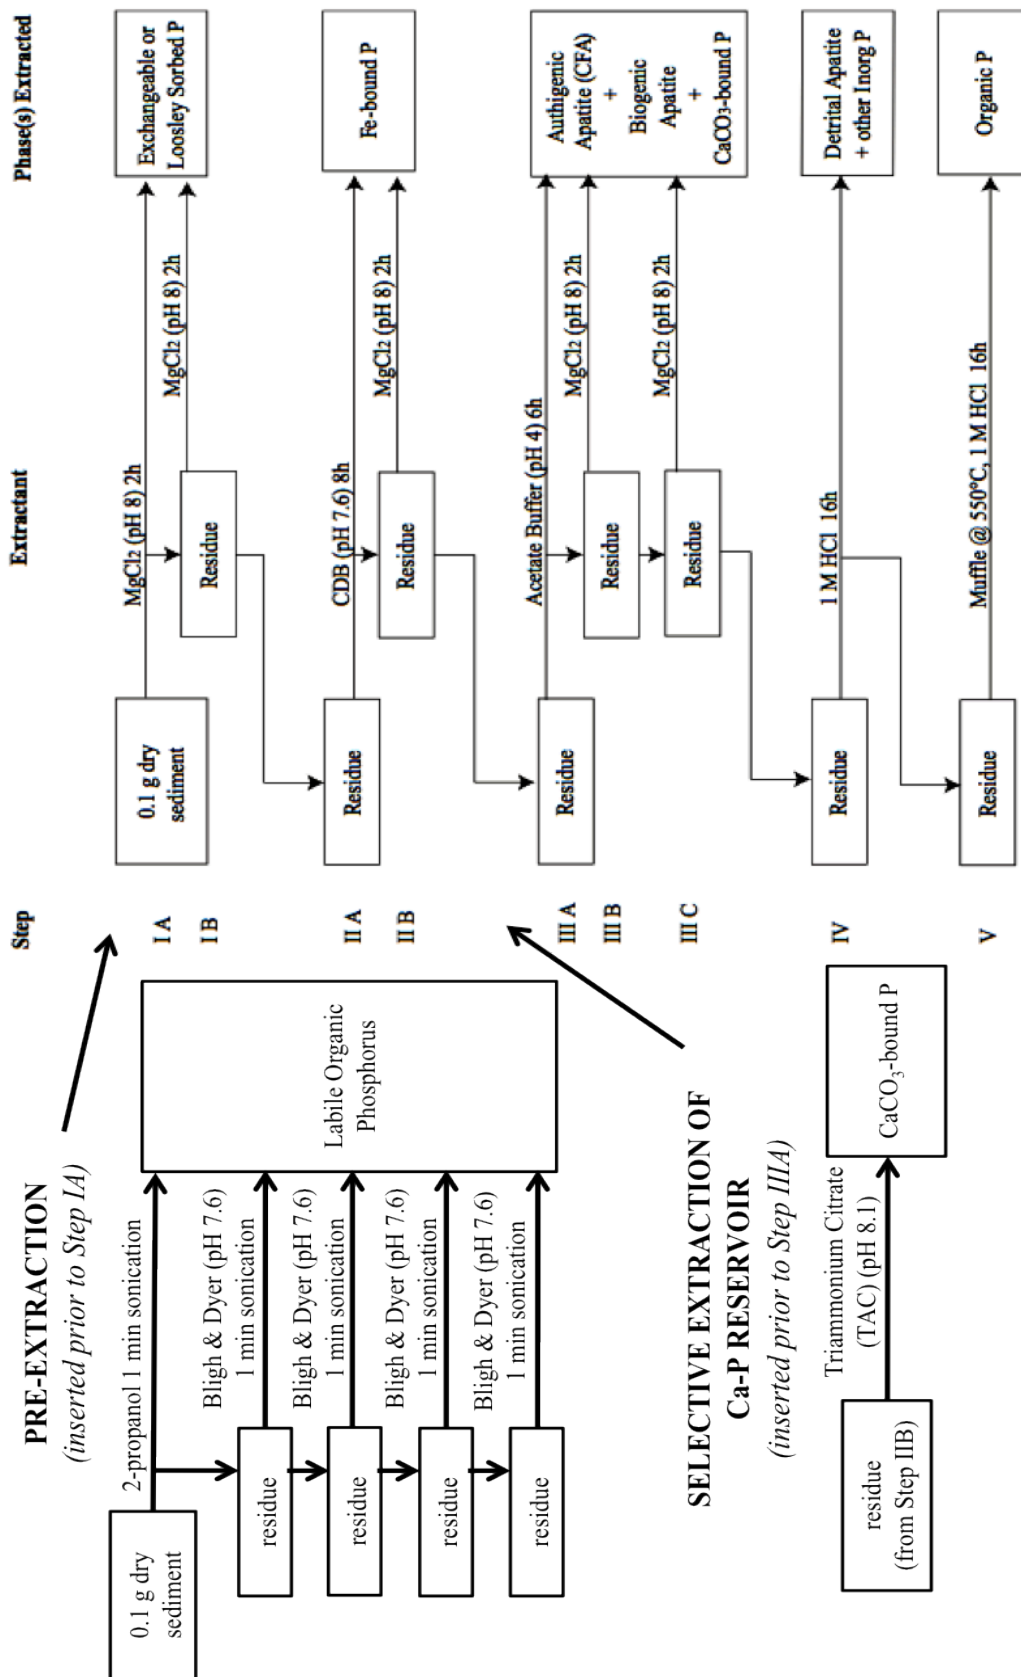 PRE-EXTRACTION
(inserted prior to Step IA)
0.1 g dry
sediment
2-propanol 1 min sonication
residue
Bligh & Dyer (pH 7.6)
1 min sonication
residue
Bligh & Dyer (pH 7.6)
1 min sonication
residue
Bligh & Dyer (pH 7.6)
1 min sonication
residue
Bligh & Dyer (pH 7.6)
1 min sonication
Labile Organic
Phosphorus
SELECTIVE EXTRACTION OF
Ca-P RESERVOIR
(inserted prior to Step IIIA)
residue
(from Step IIB)
Triammonium Citrate
(TAC) (pH 8.1)
CaCO₃-bound P
Step
Extractant
Phase(s) Extracted
I A
0.1 g dry
sediment
MgCl₂ (pH 8) 2h
Exchangeable or
Loosley Sorbed P
I B
Residue
MgCl₂ (pH 8) 2h
II A
Residue
CDB (pH 7.6) 8h
Fe-bound P
II B
Residue
MgCl₂ (pH 8) 2h
III A
Residue
Acetate Buffer (pH 4) 6h
Authigenic
Apatite (CFA)
+
Biogenic
Apatite
+
CaCO₃-bound P
III B
Residue
MgCl₂ (pH 8) 2h
III C
Residue
MgCl₂ (pH 8) 2h
IV
Residue
1 M HCl 16h
Detrital Apatite
+ other Inorg P
V
Residue
Muffle @ 550°C, 1 M HCl 16h
Organic P